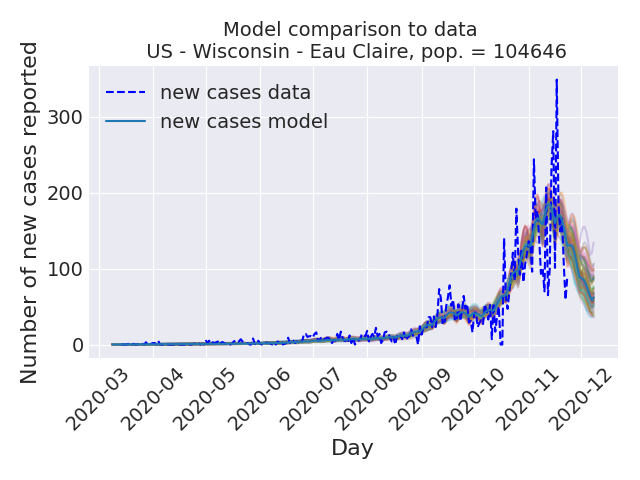 Model comparison to data
US - Wisconsin - Eau Claire, pop. = 104646
Number of new cases reported
new cases data
new cases model
300
200
100
0
2020-03
2020-04
2020-05
2020-06
2020-07
2020-08
2020-09
2020-10
2020-11
2020-12
Day